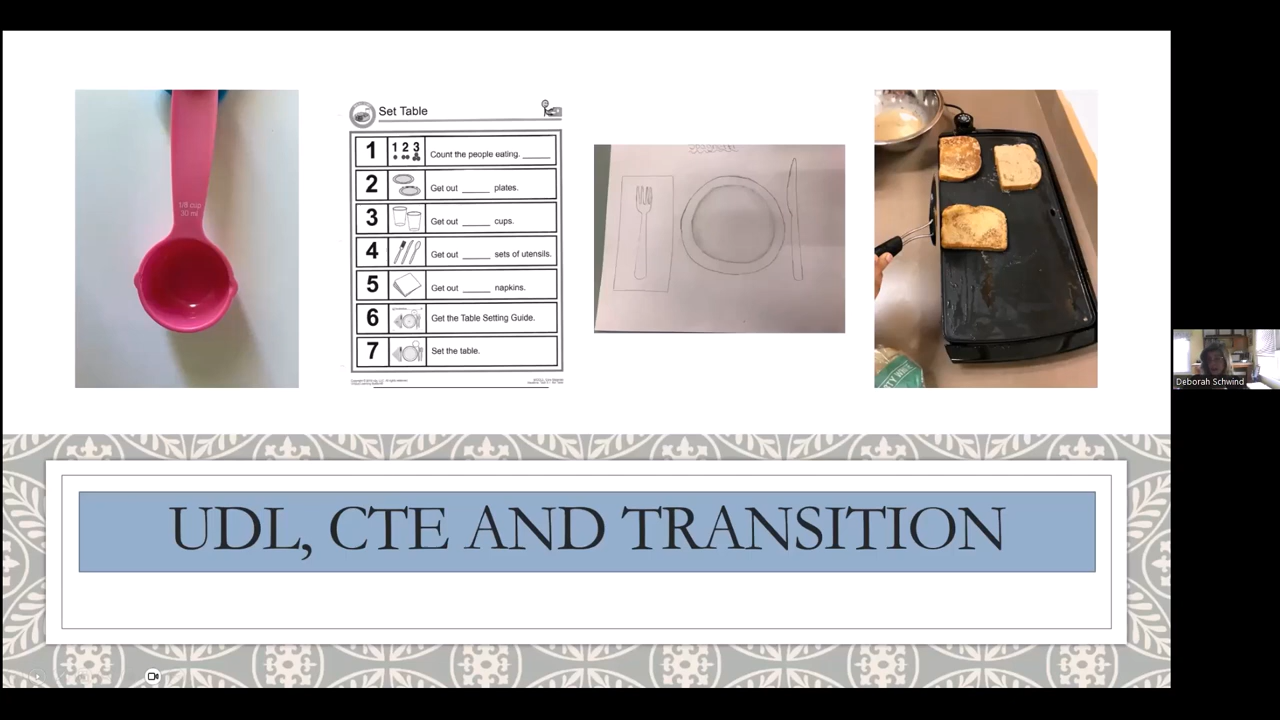 1/8 cup
30 ml
Set Table
1 1 2 3 Count the people eating. ______
2 Get out ______ plates.
3 Get out ______ cups.
4 Get out ______ sets of utensils.
5 Get out ______ napkins.
6 Get the Table Setting Guide.
7 Set the table.
UDL, CTE AND TRANSITION
Deborah Schwind